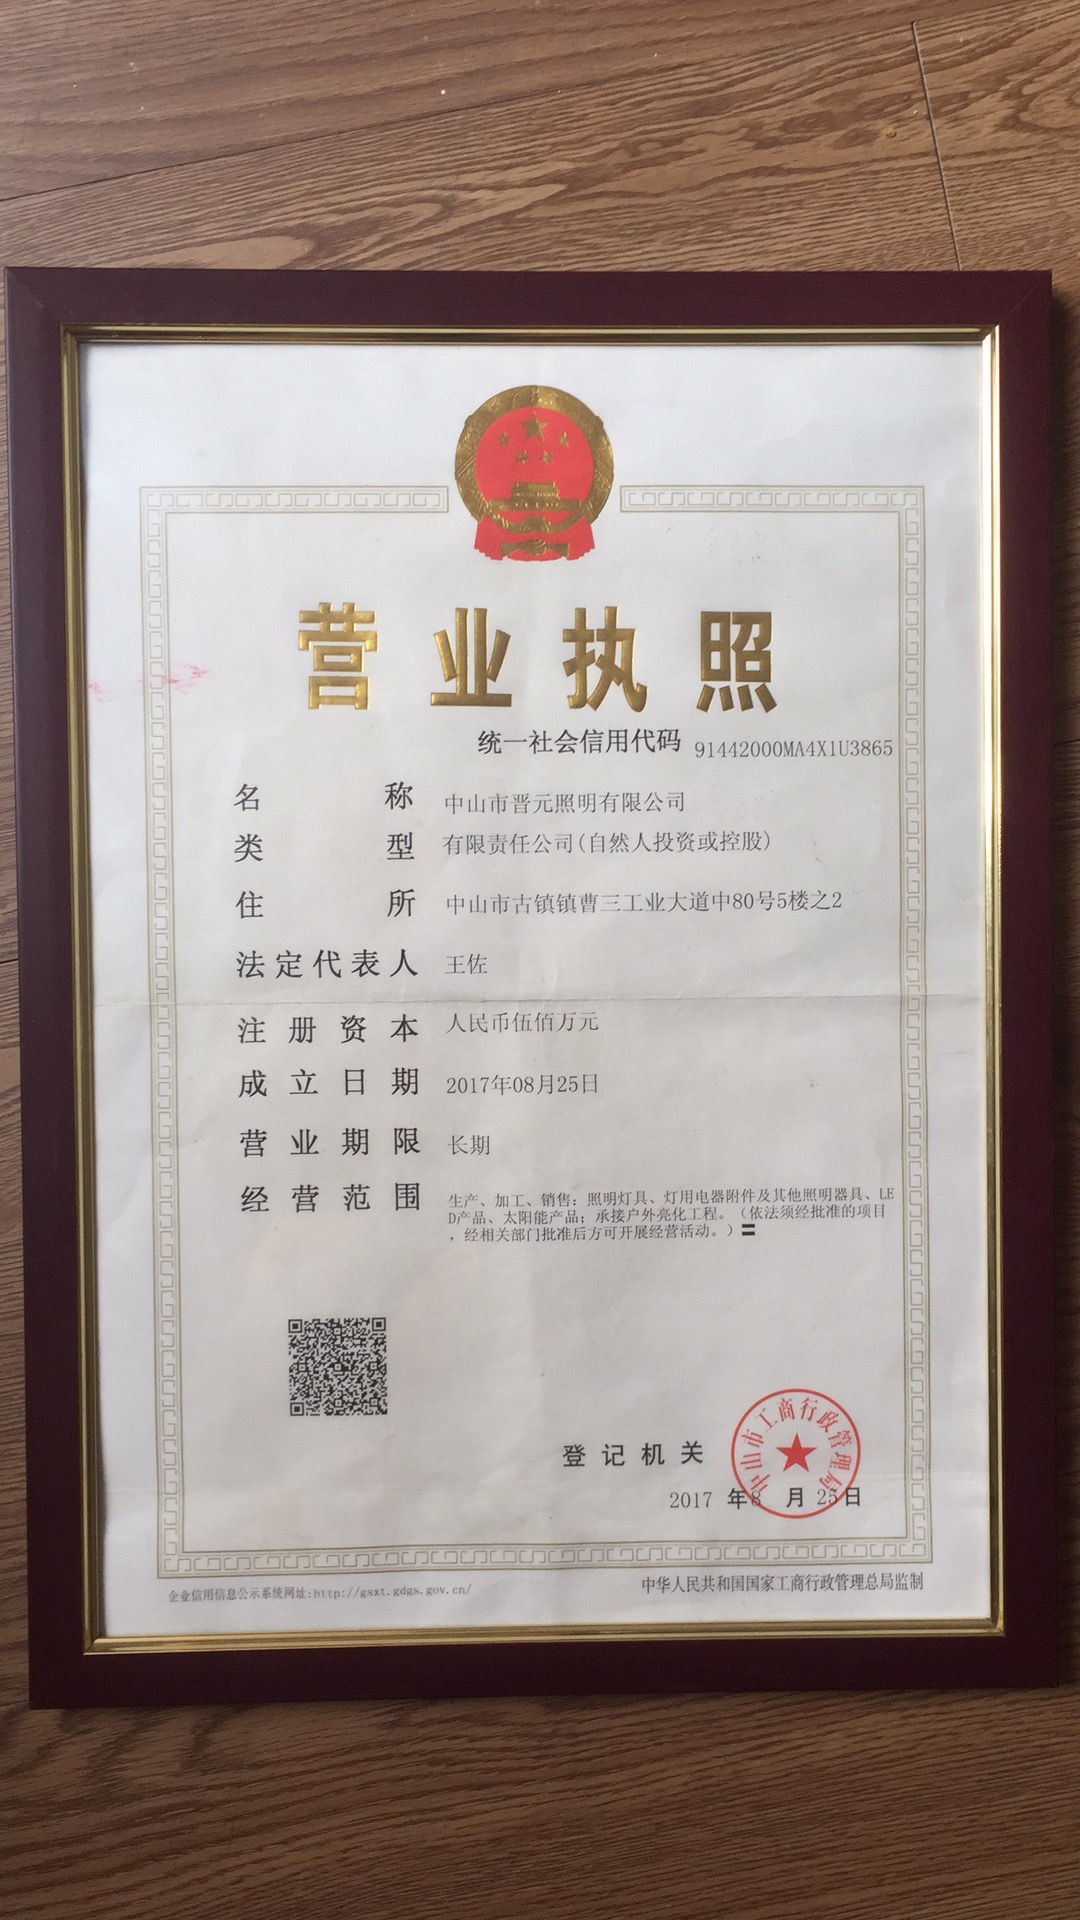 营业执照
统一社会信用代码 91442000MA4X1U3865
名称 中山市晋元照明有限公司
类型 有限责任公司(自然人投资或控股)
住所 中山市古镇镇曹三工业大道中80号5楼之2
法定代表人 王佐
注册资本 人民币伍佰万元
成立日期 2017年08月25日
营业期限 长期
经营范围 生产、加工、销售：照明灯具、灯用电器附件及其他照明器具、LE
D产品、太阳能产品；承接户外亮化工程。（依法须经批准的项目
，经相关部门批准后方可开展经营活动。）〓
登记机关
中山市工商行政管理局
2017 年8 月 25日
企业信用信息公示系统网址:http://gsxt.gdgs.gov.cn/
中华人民共和国国家工商行政管理总局监制